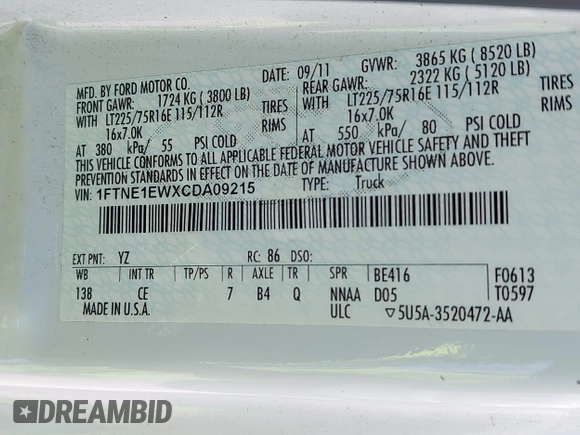 MFD. BY FORD MOTOR CO.
DATE: 09/11 GVWR: 3865 KG ( 8520 LB)
FRONT GAWR: 1724 KG ( 3800 LB) REAR GAWR: 2322 KG ( 5120 LB)
WITH LT225/75R16E 115/112R TIRES WITH LT225/75R16E 115/112R TIRES
16x7.0K RIMS 16x7.0K RIMS
AT 380 kPa/ 55 PSI COLD AT 550 kPa/ 80 PSI COLD
THIS VEHICLE CONFORMS TO ALL APPLICABLE FEDERAL MOTOR VEHICLE SAFETY AND THEFT
PREVENTION STANDARDS IN EFFECT ON THE DATE OF MANUFACTURE SHOWN ABOVE.
VIN: 1FTNE1EWXCDA09215 TYPE: Truck
EXT PNT: YZ RC: 86 DSO:
WB INT TR TP/PS R AXLE TR SPR BE416 F0613
138 CE 7 B4 Q NNAA D05 T0597
MADE IN U.S.A. ULC ▽5U5A-3520472-AA
DREAMBID